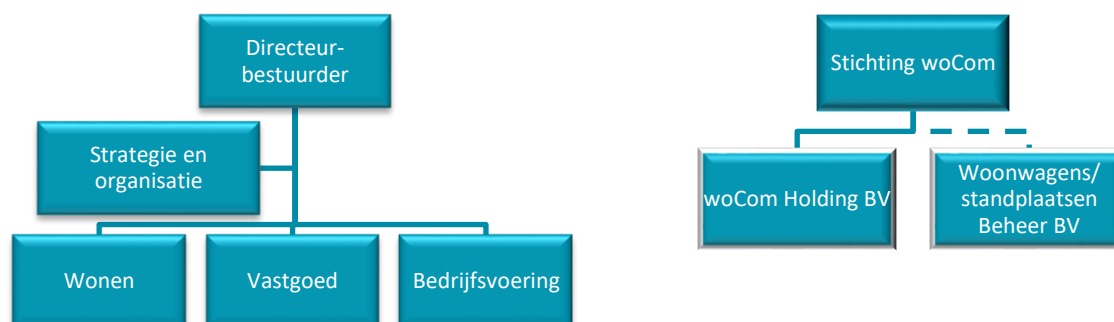 Directeur-
bestuurder
Strategie en
organisatie
Wonen
Vastgoed
Bedrijfsvoering
Stichting woCom
woCom Holding BV
Woonwagens/
standplaatsen
Beheer BV